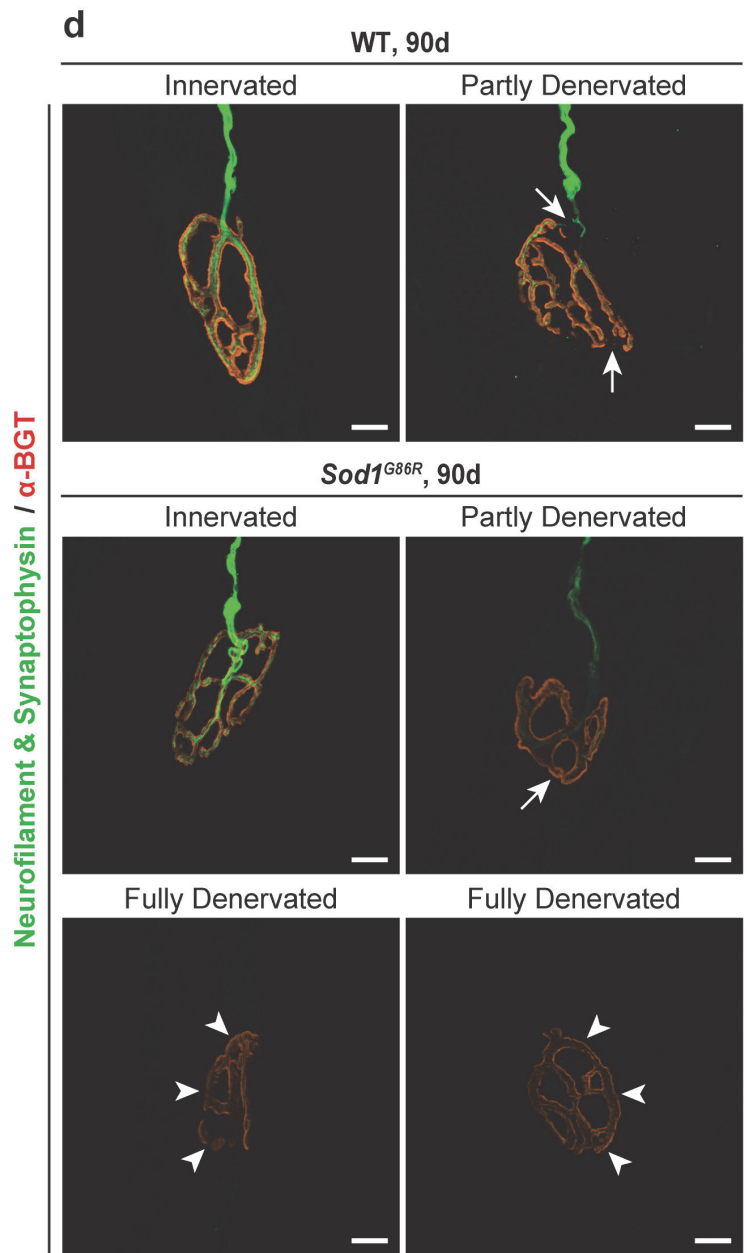 d
WT, 90d
Innervated Partly Denervated
Sod1G86R, 90d
Innervated Partly Denervated
Fully Denervated Fully Denervated
Neurofilament & Synaptophysin / α-BGT